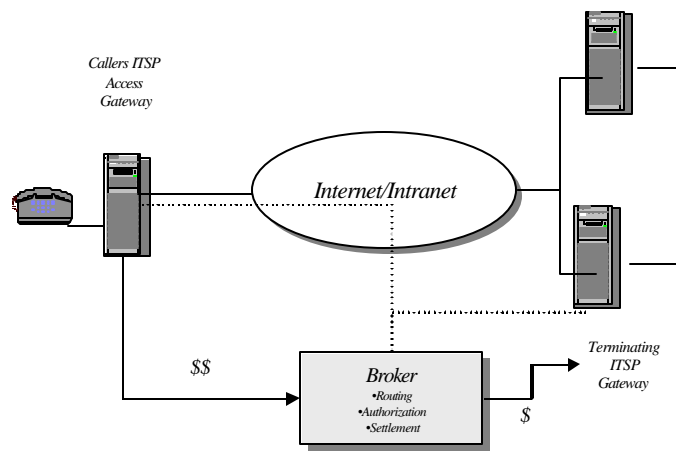 Callers ITSP
Access
Gateway
Internet/Intranet
$$
Broker
•Routing
•Authorization
•Settlement
$
Terminating
ITSP
Gateway